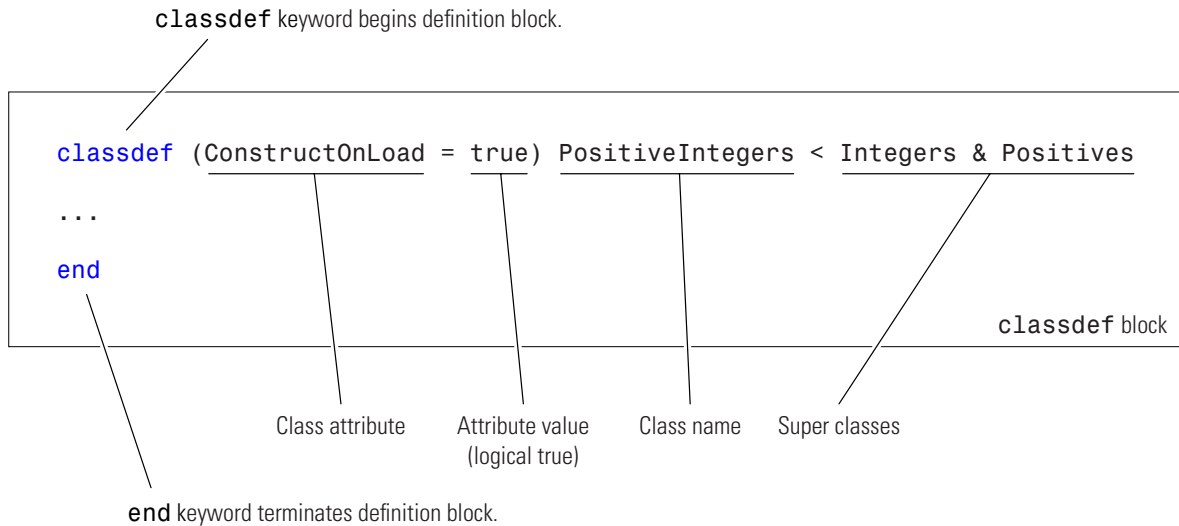 classdef keyword begins definition block.
classdef (ConstructOnLoad = true) PositiveIntegers < Integers & Positives
...
end
classdef block
Class attribute
Attribute value
(logical true)
Class name
Super classes
end keyword terminates definition block.